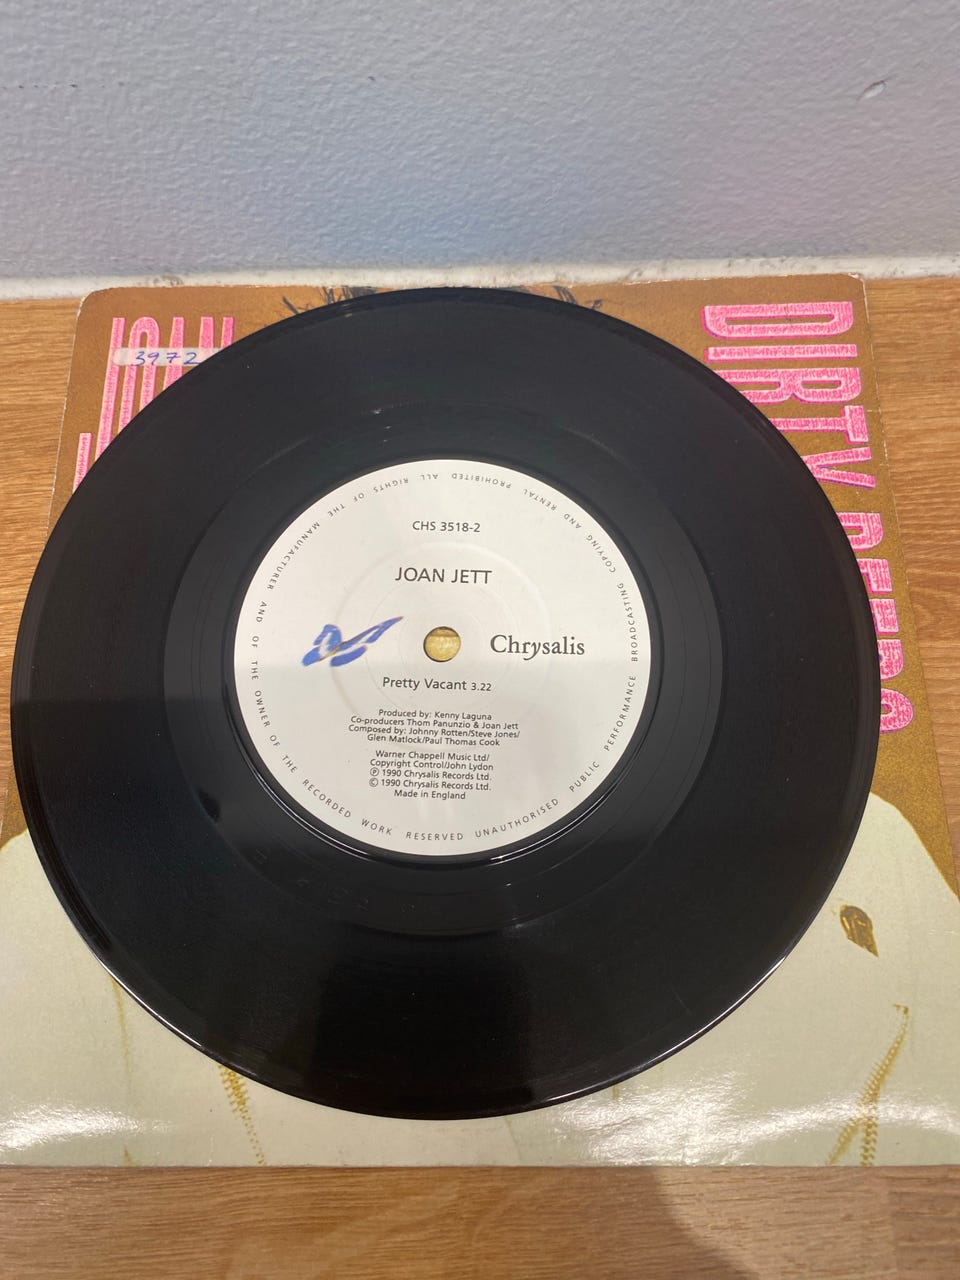 3972
DIRTY DEEDS
CHS 3518-2
JOAN JETT
Chrysalis
Pretty Vacant 3.22
Produced by: Kenny Laguna
Co-producers Thom Panunzio & Joan Jett
Composed by: Johnny Rotten/Steve Jones/
Glen Matlock/Paul Thomas Cook
Warner Chappell Music Ltd/
Copyright Control/John Lydon
Ⓟ 1990 Chrysalis Records Ltd.
© 1990 Chrysalis Records Ltd.
Made in England
ALL RIGHTS OF THE MANUFACTURER AND OF THE OWNER OF THE RECORDED WORK RESERVED UNAUTHORISED PUBLIC PERFORMANCE BROADCASTING COPYING AND RENTAL PROHIBITED